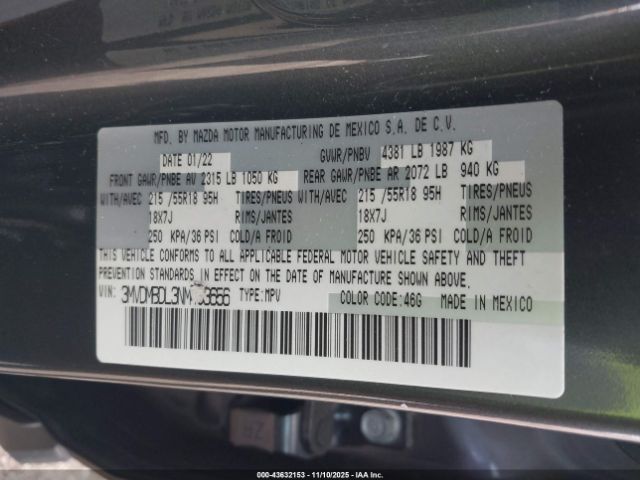 MFD. BY MAZDA MOTOR MANUFACTURING DE MEXICO S.A. DE C.V.
DATE 01/22 GVWR/PNBV 4381 LB 1987 KG
FRONT GAWR/PNBE AV 2315 LB 1050 KG REAR GAWR/PNBE AR 2072 LB 940 KG
WITH/AVEC 215 /55R18 95H TIRES/PNEUS WITH/AVEC 215 /55R18 95H TIRES/PNEUS
18X7J RIMS/JANTES 18X7J RIMS/JANTES
250 KPA/36 PSI COLD/A FROID 250 KPA/36 PSI COLD/A FROID
THIS VEHICLE CONFORMS TO ALL APPLICABLE FEDERAL MOTOR VEHICLE SAFETY AND THEFT
PREVENTION STANDARDS IN EFFECT ON THE DATE OF MANUFACTURE SHOWN ABOVE.
VIN: TYPE:MPV COLOR CODE:46G MADE IN MEXICO
000-43632153 - 11/10/2025 - IAA, Inc.